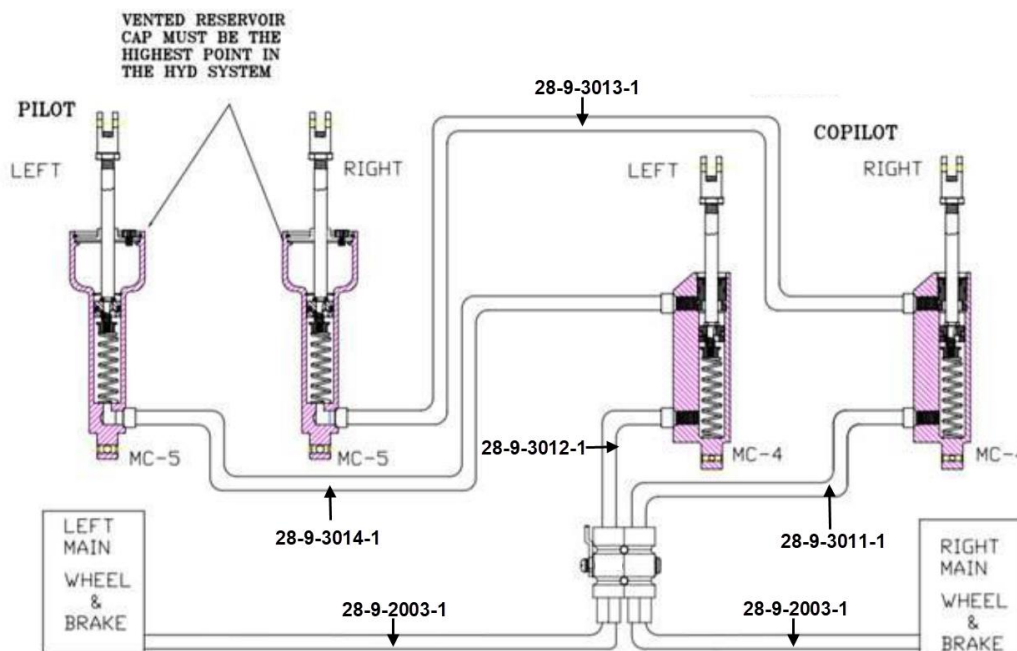 VENTED RESERVOIR
CAP MUST BE THE
HIGHEST POINT IN
THE HYD SYSTEM
28-9-3013-1
PILOT
COPILOT
LEFT
RIGHT
LEFT
RIGHT
28-9-3012-1
MC-5
MC-5
MC-4
MC-4
28-9-3014-1
28-9-3011-1
LEFT
MAIN
WHEEL
&
BRAKE
RIGHT
MAIN
WHEEL
&
BRAKE
28-9-2003-1
28-9-2003-1